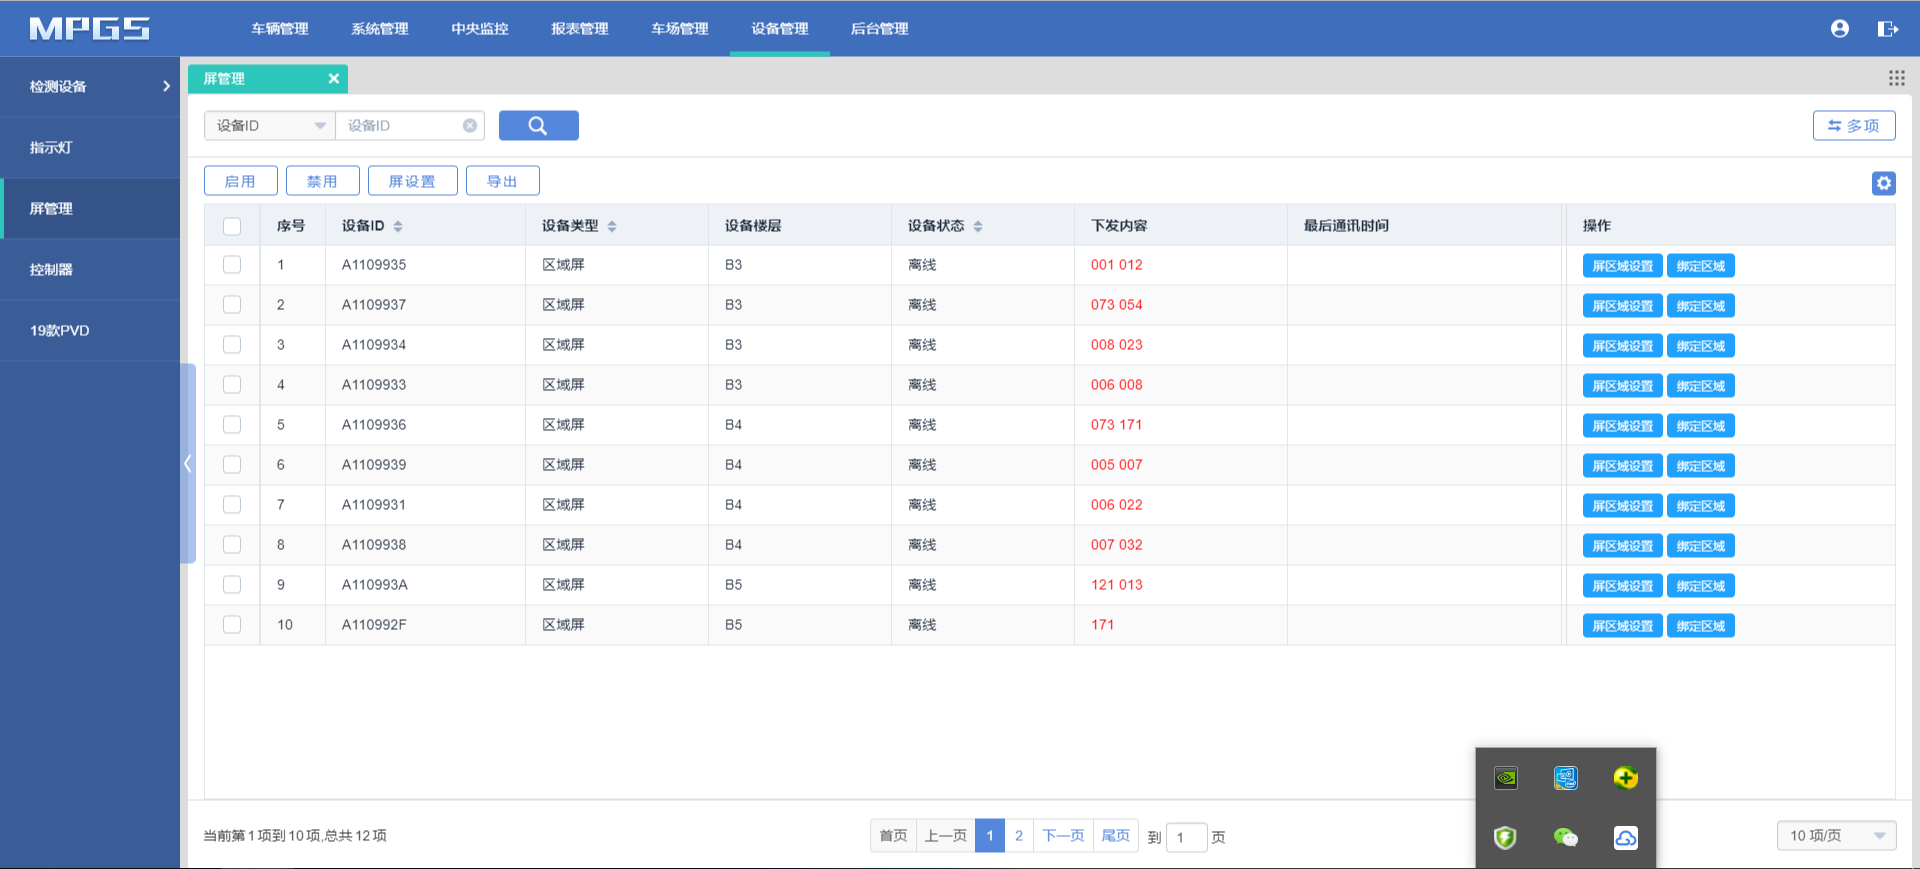 MPGS 车辆管理 系统管理 中央监控 报表管理 车场管理 设备管理 后台管理
检测设备
指示灯
屏管理
控制器
19款PVD
屏管理
设备ID 设备ID 多项
启用 禁用 屏设置 导出
序号 设备ID 设备类型 设备楼层 设备状态 下发内容 最后通讯时间 操作
1 A1109935 区域屏 B3 离线 001 012 屏区域设置 绑定区域
2 A1109937 区域屏 B3 离线 073 054 屏区域设置 绑定区域
3 A1109934 区域屏 B3 离线 008 023 屏区域设置 绑定区域
4 A1109933 区域屏 B3 离线 006 008 屏区域设置 绑定区域
5 A1109936 区域屏 B4 离线 073 171 屏区域设置 绑定区域
6 A1109939 区域屏 B4 离线 005 007 屏区域设置 绑定区域
7 A1109931 区域屏 B4 离线 006 022 屏区域设置 绑定区域
8 A1109938 区域屏 B4 离线 007 032 屏区域设置 绑定区域
9 A110993A 区域屏 B5 离线 121 013 屏区域设置 绑定区域
10 A110992F 区域屏 B5 离线 171 屏区域设置 绑定区域
当前第1项到10项,总共12项 首页 上一页 1 2 下一页 尾页 到 1 页 10 项/页